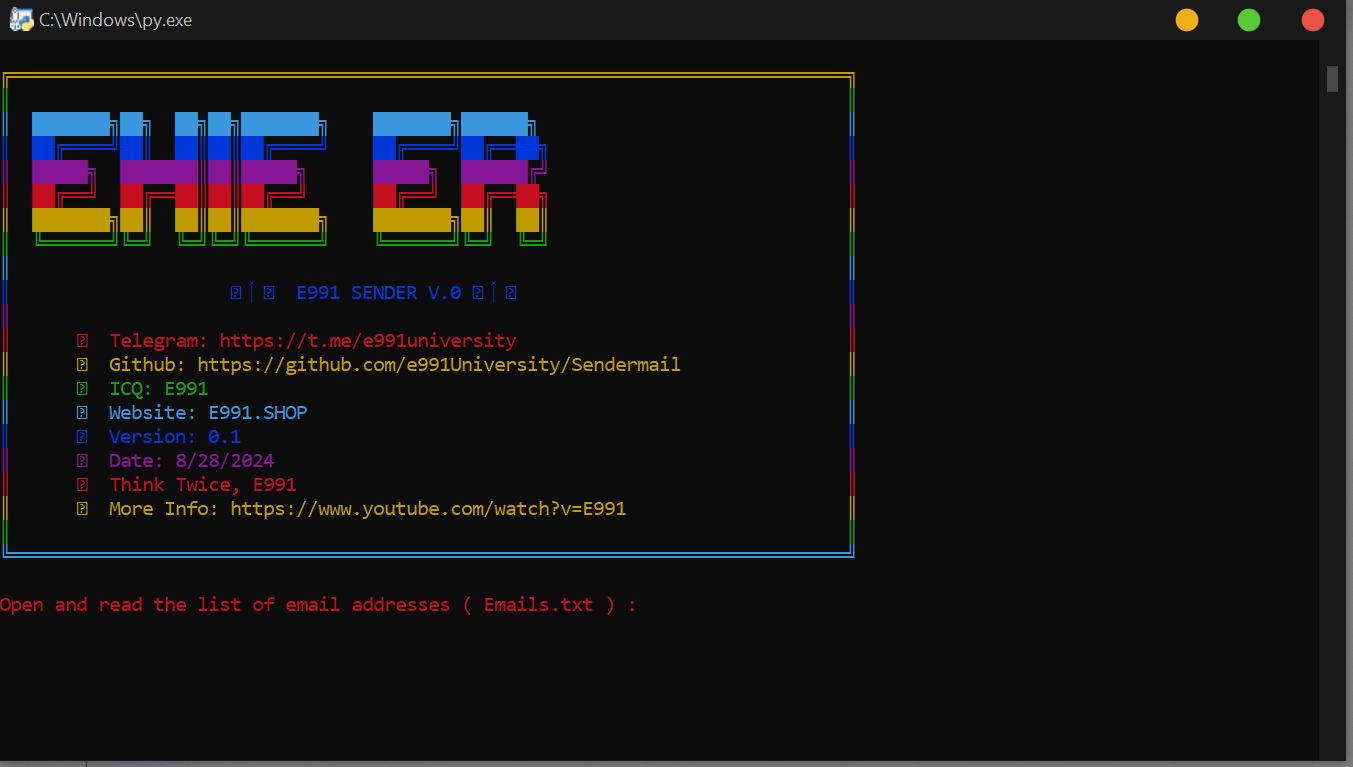 C:\Windows\py.exe
EHIE ER
E991 SENDER V.0
Telegram: https://t.me/e991university
Github: https://github.com/e991University/Sendermail
ICQ: E991
Website: E991.SHOP
Version: 0.1
Date: 8/28/2024
Think Twice, E991
More Info: https://www.youtube.com/watch?v=E991
Open and read the list of email addresses ( Emails.txt ) :